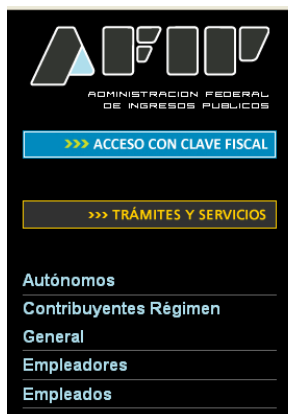 AFIP
ADMINISTRACION FEDERAL
DE INGRESOS PUBLICOS
>>> ACCESO CON CLAVE FISCAL
>>> TRÁMITES Y SERVICIOS
Autónomos
Contribuyentes Régimen
General
Empleadores
Empleados